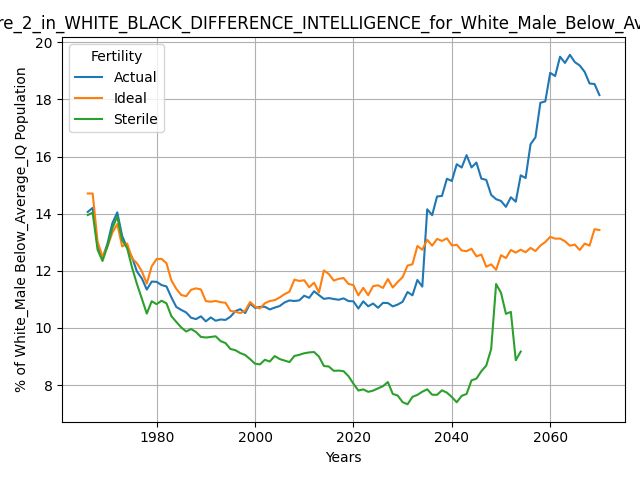 re_2_in_WHITE_BLACK_DIFFERENCE_INTELLIGENCE_for_White_Male_Below_Av
Fertility
Actual
Ideal
Sterile
% of White_Male Below_Average_IQ Population
20
18
16
14
12
10
8
1980
2000
2020
2040
2060
Years